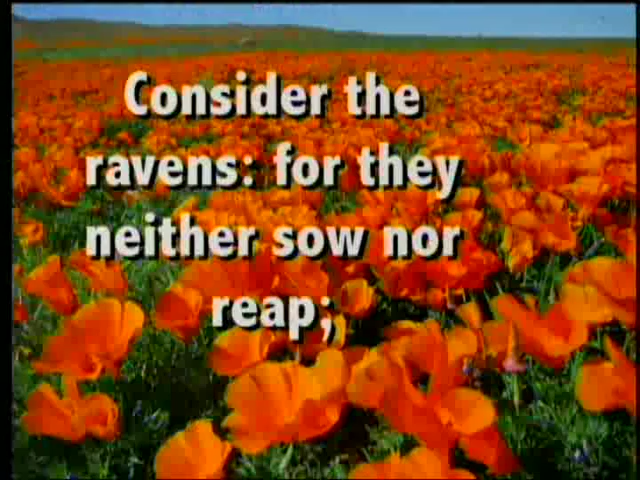 Consider the
ravens: for they
neither sow nor
reap;